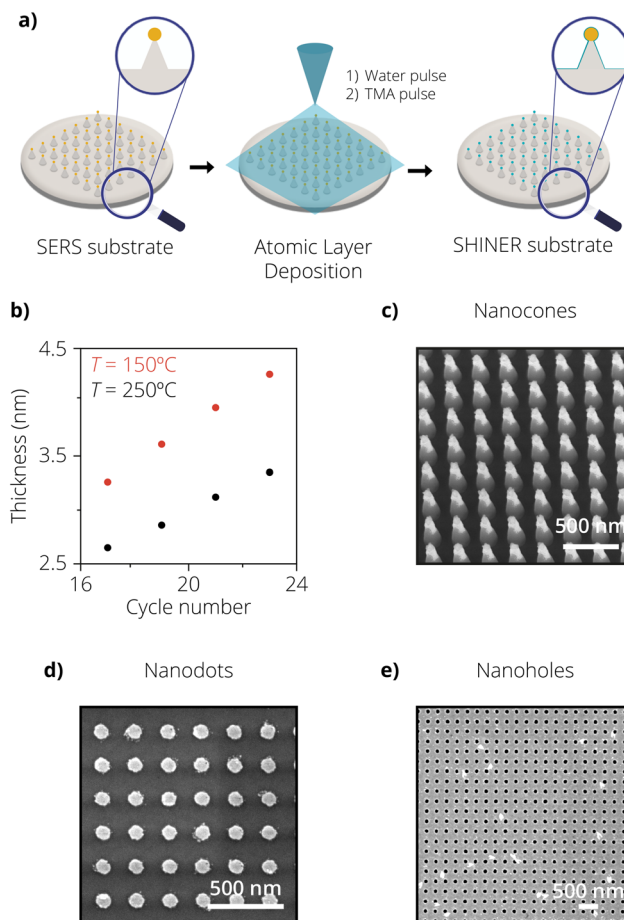 a)
1) Water pulse
2) TMA pulse
SERS substrate
Atomic Layer
Deposition
SHINER substrate
b)
4.5
3.5
2.5
Thickness (nm)
T = 150ºC
T = 250ºC
16
20
24
Cycle number
c)
Nanocones
500 nm
d)
Nanodots
500 nm
e)
Nanoholes
500 nm